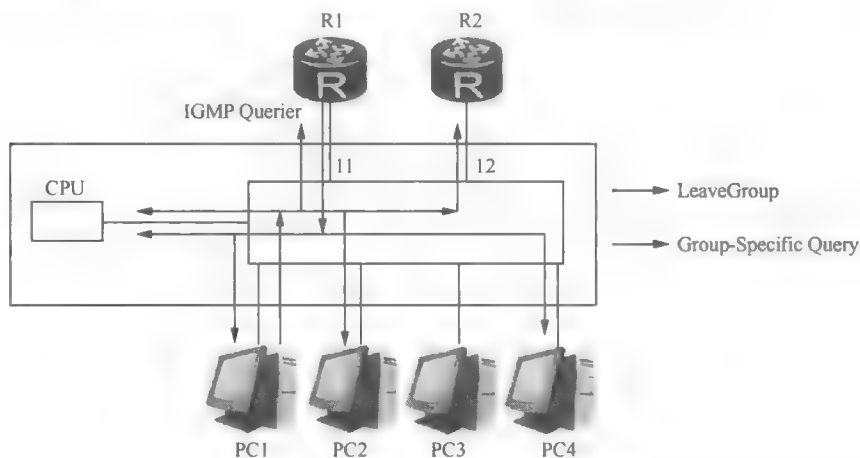 R1
R2
R
R
IGMP Querier
11
12
CPU
LeaveGroup
Group-Specific Query
PC1
PC2
PC3
PC4